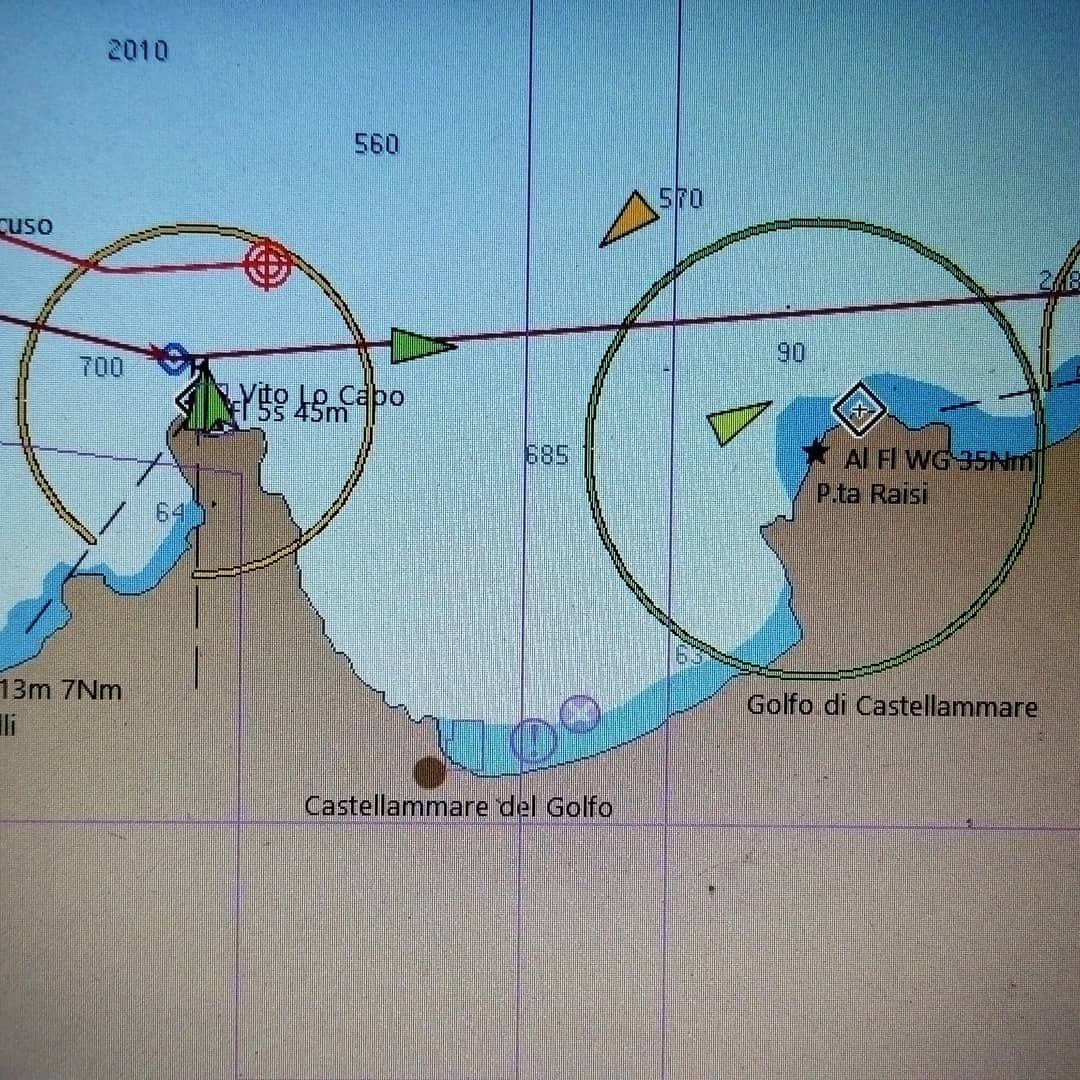 2010
560
570
cuso
700
90
Vito Lo Capo
Fl 5s 45m
685
Al Fl WG 35Nm
P.ta Raisi
64
63
13m 7Nm
lli
Golfo di Castellammare
Castellammare del Golfo